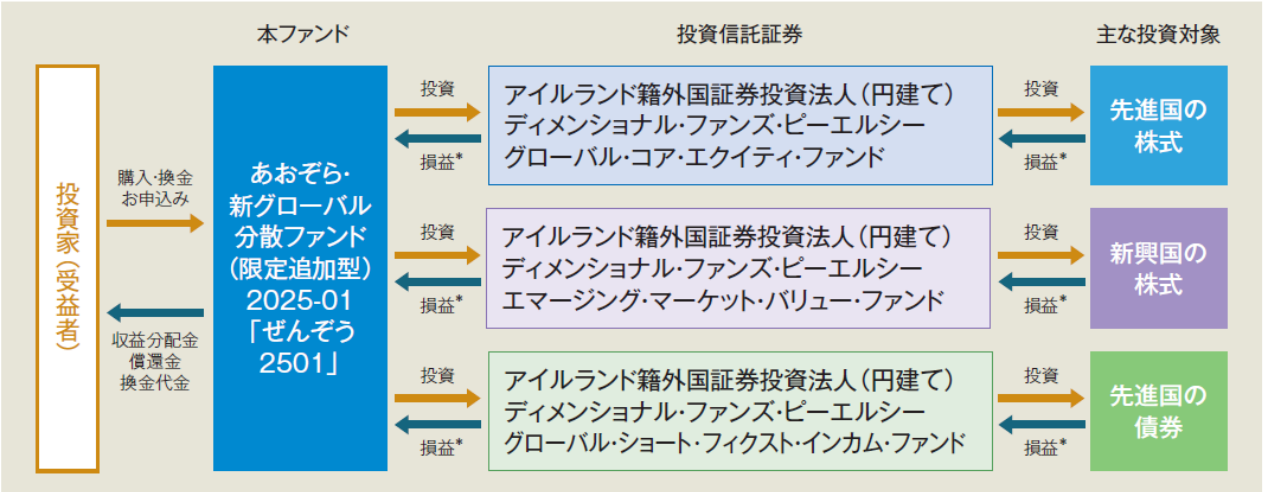 本ファンド
投資信託証券
主な投資対象
投資家(受益者)
購入・換金
お申込み
収益分配金
償還金
換金代金
あおぞら・
新グローバル
分散ファンド
(限定追加型)
2025-01
「ぜんぞう
2501」
投資
損益*
アイルランド籍外国証券投資法人(円建て)
ディメンショナル・ファンズ・ピーエルシー
グローバル・コア・エクイティ・ファンド
投資
損益*
先進国の
株式
投資
損益*
アイルランド籍外国証券投資法人(円建て)
ディメンショナル・ファンズ・ピーエルシー
エマージング・マーケット・バリュー・ファンド
投資
損益*
新興国の
株式
投資
損益*
アイルランド籍外国証券投資法人(円建て)
ディメンショナル・ファンズ・ピーエルシー
グローバル・ショート・フィクスト・インカム・ファンド
投資
損益*
先進国の
債券